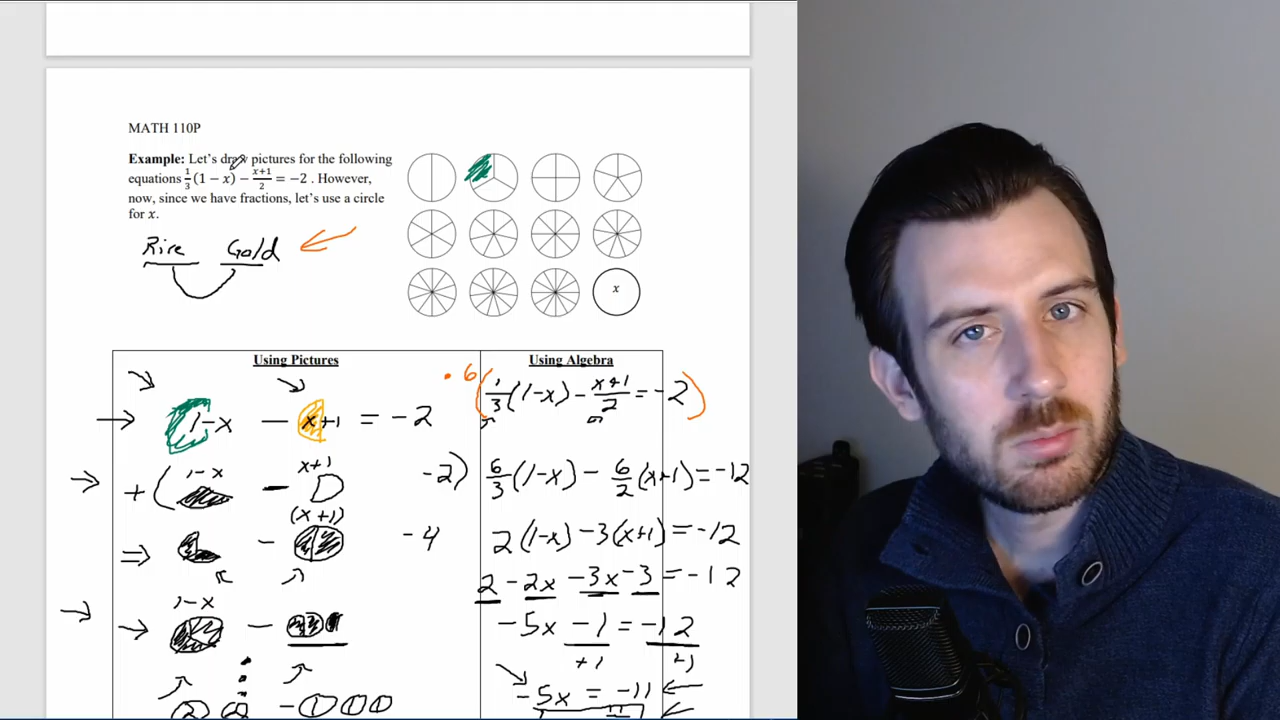 MATH 110P
Example: Let's draw pictures for the following
equations 1/3 (1 − x) − x+1/2 = −2 . However,
now, since we have fractions, let's use a circle
for x.
Gold
x
Using Pictures
Using Algebra
1-x - x+1 = -2
·6 (1/3 (1-x) - x+1/2 = -2)
1-x x+1
+( - -2)
6/3 (1-x) - 6/2 (x+1) = -12
(x+1)
- -4
2(1-x) -3(x+1) = -12
2 -2x -3x -3 = -12
1-x
-
-5x -1 = -12
+1 +1
-5x = -11